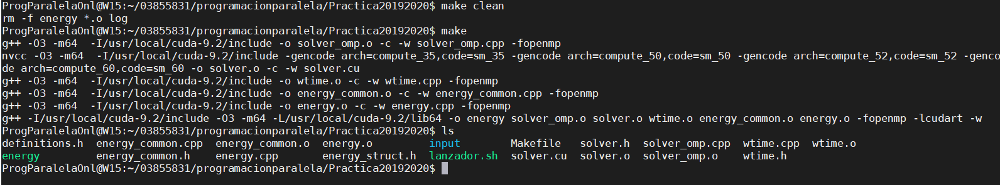 ProgParalelaOnl@W15:~/03855831/programacionparalela/Practica20192020$ make clean
rm -f energy *.o log
ProgParalelaOnl@W15:~/03855831/programacionparalela/Practica20192020$ make
g++ -O3 -m64  -I/usr/local/cuda-9.2/include -o solver_omp.o -c -w solver_omp.cpp -fopenmp
nvcc -O3 -m64  -I/usr/local/cuda-9.2/include -gencode arch=compute_35,code=sm_35 -gencode arch=compute_50,code=sm_50 -gencode arch=compute_52,code=sm_52 -genco
de arch=compute_60,code=sm_60 -o solver.o -c -w solver.cu
g++ -O3 -m64  -I/usr/local/cuda-9.2/include -o wtime.o -c -w wtime.cpp -fopenmp
g++ -O3 -m64  -I/usr/local/cuda-9.2/include -o energy_common.o -c -w energy_common.cpp -fopenmp
g++ -O3 -m64  -I/usr/local/cuda-9.2/include -o energy.o -c -w energy.cpp -fopenmp
g++ -I/usr/local/cuda-9.2/include -O3 -m64 -L/usr/local/cuda-9.2/lib64 -o energy solver_omp.o solver.o wtime.o energy_common.o energy.o -fopenmp -lcudart -w
ProgParalelaOnl@W15:~/03855831/programacionparalela/Practica20192020$ ls
definitions.h  energy_common.cpp  energy_common.o  energy.o         input        Makefile   solver.h  solver_omp.cpp  wtime.cpp  wtime.o
energy         energy_common.h    energy.cpp       energy_struct.h  lanzador.sh  solver.cu  solver.o  solver_omp.o    wtime.h
ProgParalelaOnl@W15:~/03855831/programacionparalela/Practica20192020$